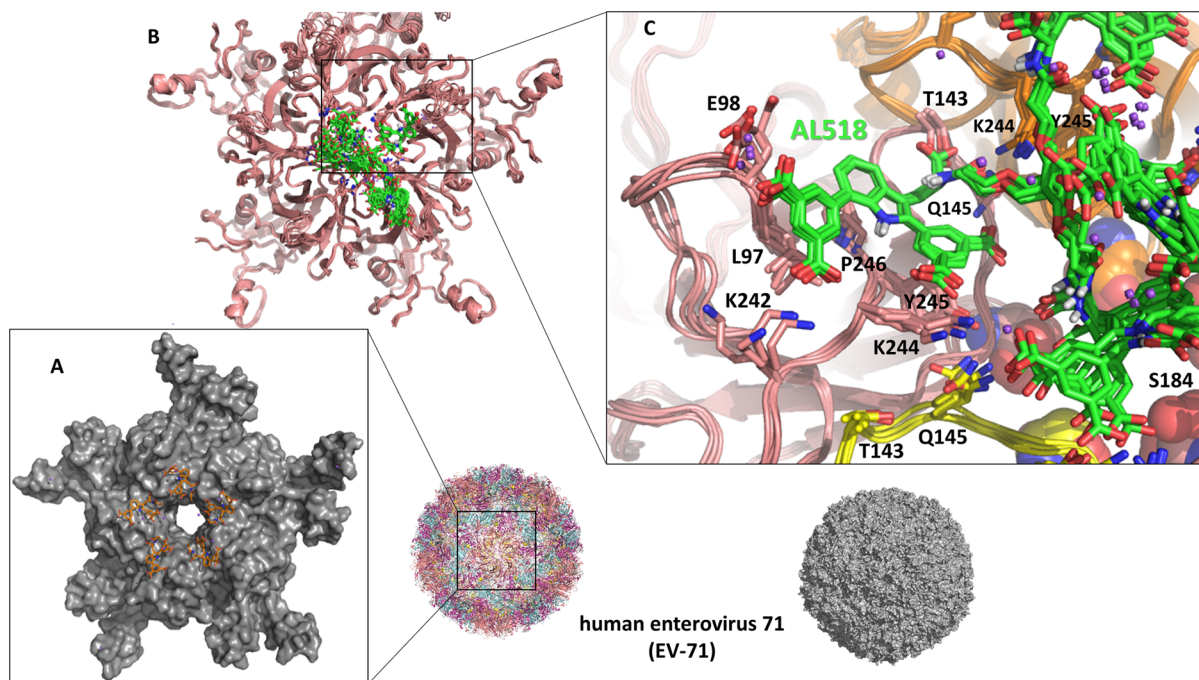 B
C
T143
E98
K244
Y245
AL518
Q145
L97
P246
K242
Y245
K244
S184
Q145
T143
A
human enterovirus 71
(EV-71)